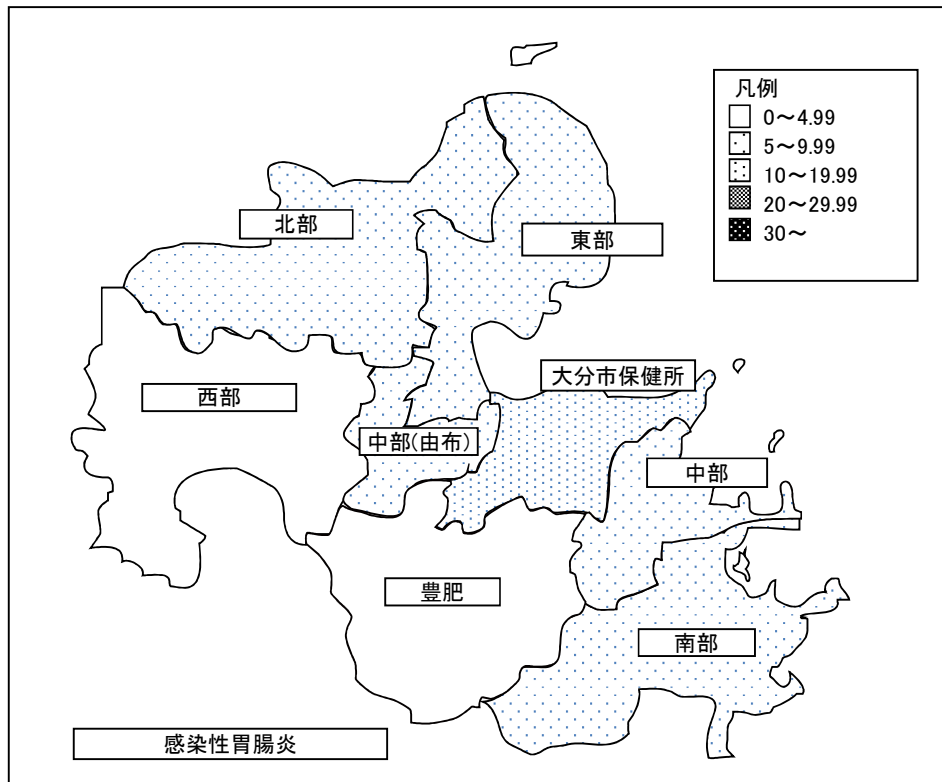 凡例
0～4.99
5～9.99
10～19.99
20～29.99
30～
北部
東部
大分市保健所
西部
中部(由布)
中部
豊肥
南部
感染性胃腸炎